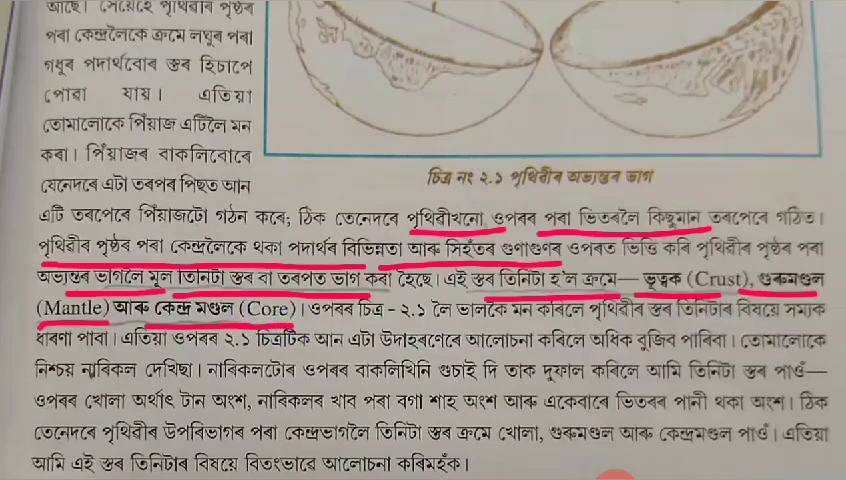 আছে। সেয়েহে পৃথিৱীৰ পৃষ্ঠৰ
পৰা কেন্দ্ৰলৈকে ক্ৰমে লঘুৰ পৰা
গধুৰ পদাৰ্থবোৰ স্তৰ হিচাপে
পোৱা যায়। এতিয়া
তোমালোকে পিঁয়াজ এটিলৈ মন
কৰা। পিঁয়াজৰ বাকলিবোৰে
যেনেদৰে এটা তৰপৰ পিছত আন
চিত্ৰ নং ২.১ পৃথিৱীৰ অভ্যন্তৰ ভাগ
এটি তৰপেৰে পিঁয়াজটো গঠন কৰে; ঠিক তেনেদৰে পৃথিৱীখনো ওপৰৰ পৰা ভিতৰলৈ কিছুমান তৰপেৰে গঠিত।
পৃথিৱীৰ পৃষ্ঠৰ পৰা কেন্দ্ৰলৈকে থকা পদাৰ্থৰ বিভিন্নতা আৰু সিহঁতৰ গুণাগুণৰ ওপৰত ভিত্তি কৰি পৃথিৱীৰ পৃষ্ঠৰ পৰা
অভ্যন্তৰ ভাগলৈ মূল তিনিটা স্তৰ বা তৰপত ভাগ কৰা হৈছে। এই স্তৰ তিনিটা হ'ল ক্ৰমে— ভূত্বক (Crust), গুৰুমণ্ডল
(Mantle) আৰু কেন্দ্ৰ মণ্ডল (Core)। ওপৰৰ চিত্ৰ - ২.১ লৈ ভালকৈ মন কৰিলে পৃথিৱীৰ স্তৰ তিনিটাৰ বিষয়ে সম্যক
ধাৰণা পাবা। এতিয়া ওপৰৰ ২.১ চিত্ৰটিক আন এটা উদাহৰণেৰে আলোচনা কৰিলে অধিক বুজিব পাৰিবা। তোমালোকে
নিশ্চয় নাৰিকল দেখিছা। নাৰিকলটোৰ ওপৰৰ বাকলিখিনি গুচাই দি তাক দুফাল কৰিলে আমি তিনিটা স্তৰ পাওঁ—
ওপৰৰ খোলা অৰ্থাৎ টান অংশ, নাৰিকলৰ খাব পৰা বগা শাহ অংশ আৰু একেবাৰে ভিতৰৰ পানী থকা অংশ। ঠিক
তেনেদৰে পৃথিৱীৰ উপৰিভাগৰ পৰা কেন্দ্ৰভাগলৈ তিনিটা স্তৰ ক্ৰমে খোলা, গুৰুমণ্ডল আৰু কেন্দ্ৰমণ্ডল পাওঁ। এতিয়া
আমি এই স্তৰ তিনিটাৰ বিষয়ে বিতংভাৱে আলোচনা কৰিমহঁক।